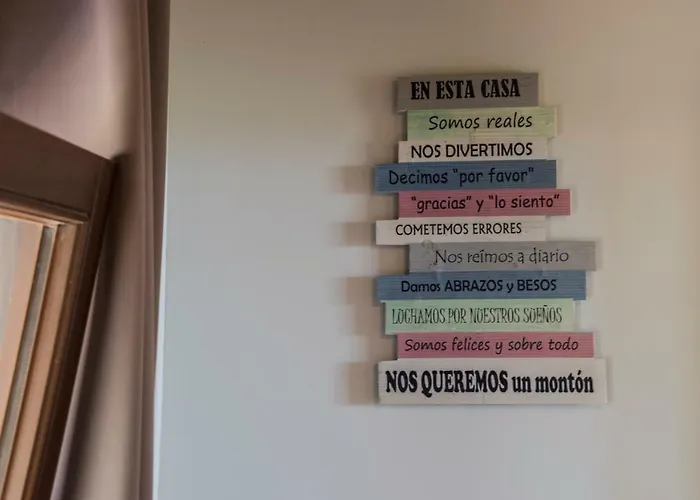 EN ESTA CASA
Somos reales
NOS DIVERTIMOS
Decimos "por favor"
"gracias" y "lo siento"
COMETEMOS ERRORES
Nos reímos a diario
Damos ABRAZOS y BESOS
LUCHAMOS POR NUESTROS SUEÑOS
Somos felices y sobre todo
NOS QUEREMOS un montón